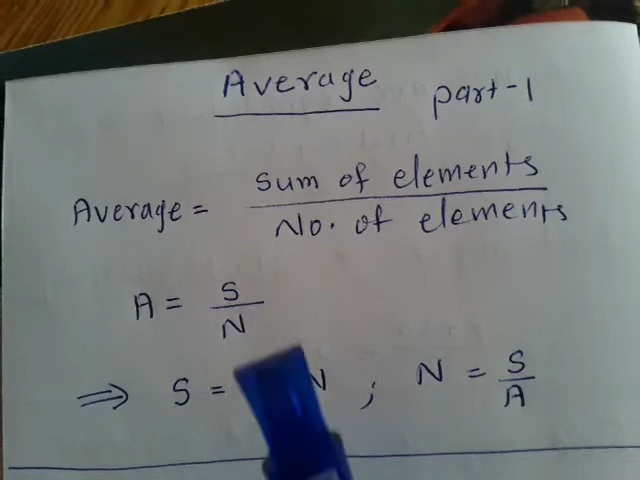 Average part-1
Average = Sum of elements / No. of elements
A = S / N
⇒ S = N ; N = S / A